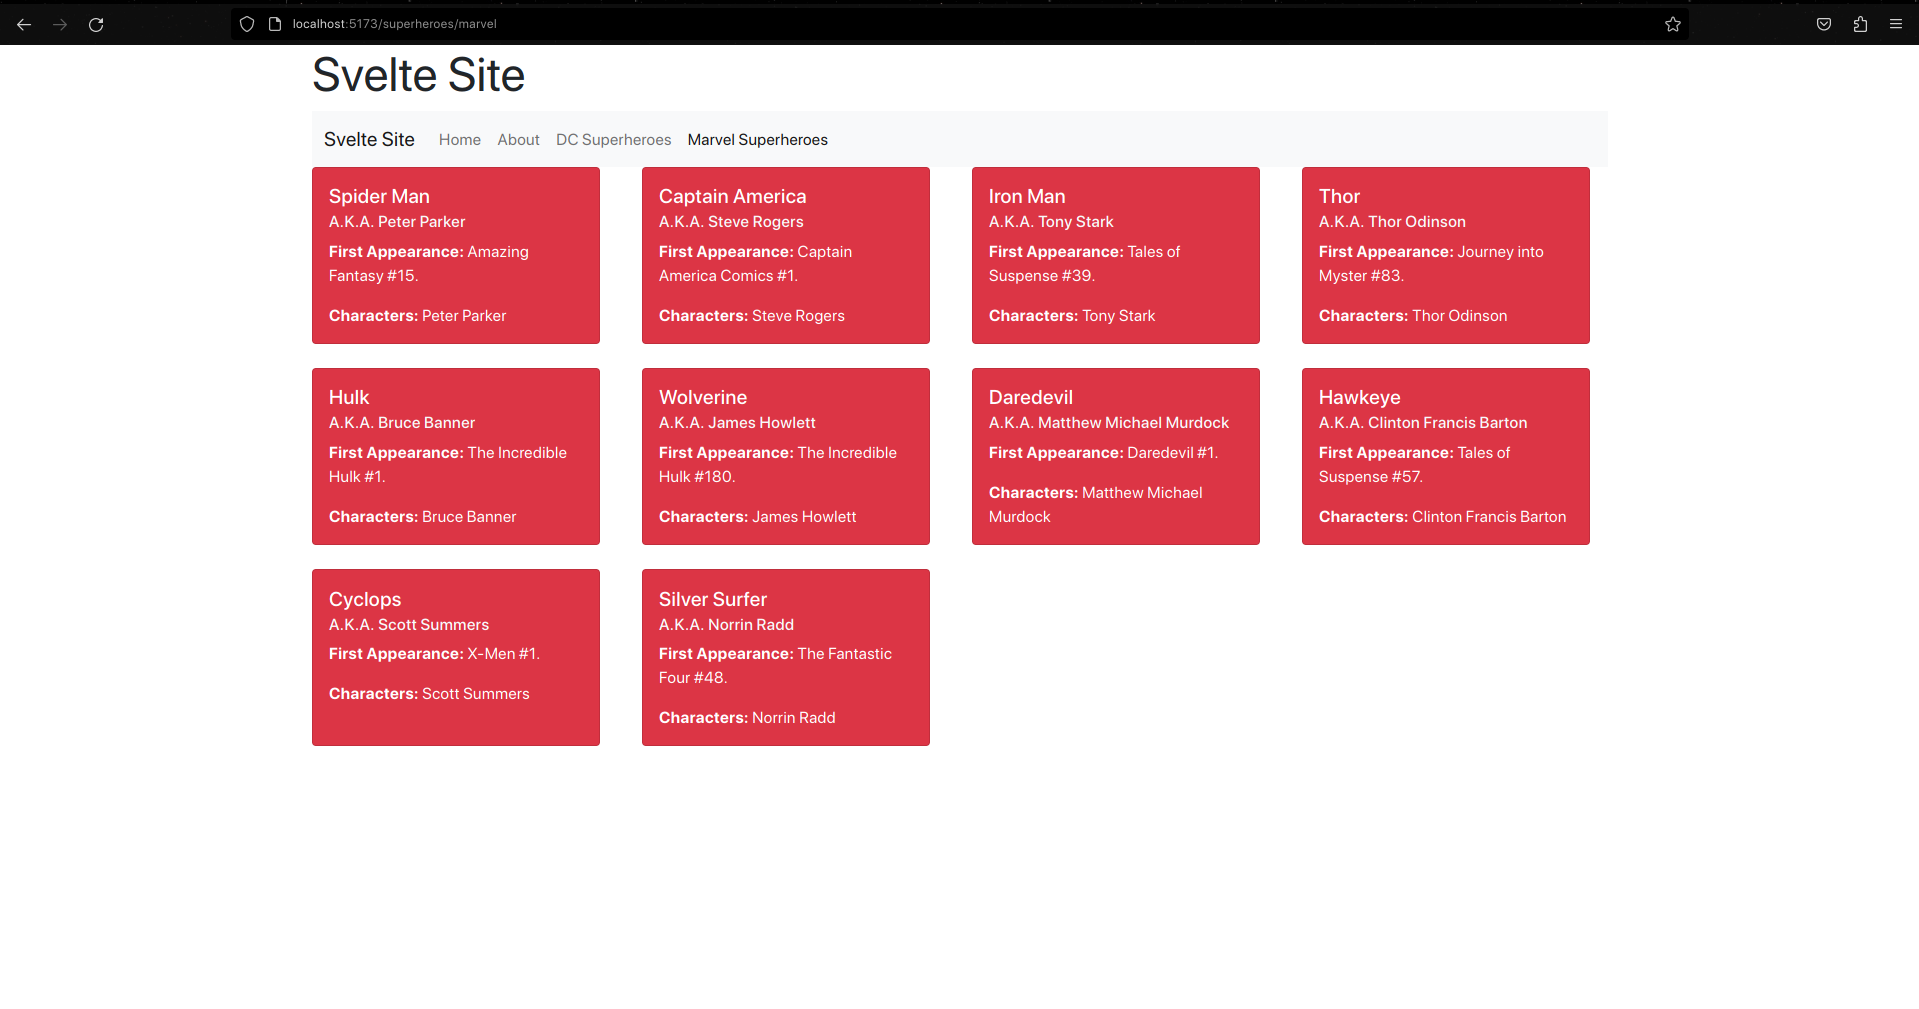 localhost:5173/superheroes/marvel
Svelte Site
Svelte Site Home About DC Superheroes Marvel Superheroes
Spider Man
A.K.A. Peter Parker
First Appearance: Amazing
Fantasy #15.
Characters: Peter Parker
Captain America
A.K.A. Steve Rogers
First Appearance: Captain
America Comics #1.
Characters: Steve Rogers
Iron Man
A.K.A. Tony Stark
First Appearance: Tales of
Suspense #39.
Characters: Tony Stark
Thor
A.K.A. Thor Odinson
First Appearance: Journey into
Myster #83.
Characters: Thor Odinson
Hulk
A.K.A. Bruce Banner
First Appearance: The Incredible
Hulk #1.
Characters: Bruce Banner
Wolverine
A.K.A. James Howlett
First Appearance: The Incredible
Hulk #180.
Characters: James Howlett
Daredevil
A.K.A. Matthew Michael Murdock
First Appearance: Daredevil #1.
Characters: Matthew Michael
Murdock
Hawkeye
A.K.A. Clinton Francis Barton
First Appearance: Tales of
Suspense #57.
Characters: Clinton Francis Barton
Cyclops
A.K.A. Scott Summers
First Appearance: X-Men #1.
Characters: Scott Summers
Silver Surfer
A.K.A. Norrin Radd
First Appearance: The Fantastic
Four #48.
Characters: Norrin Radd